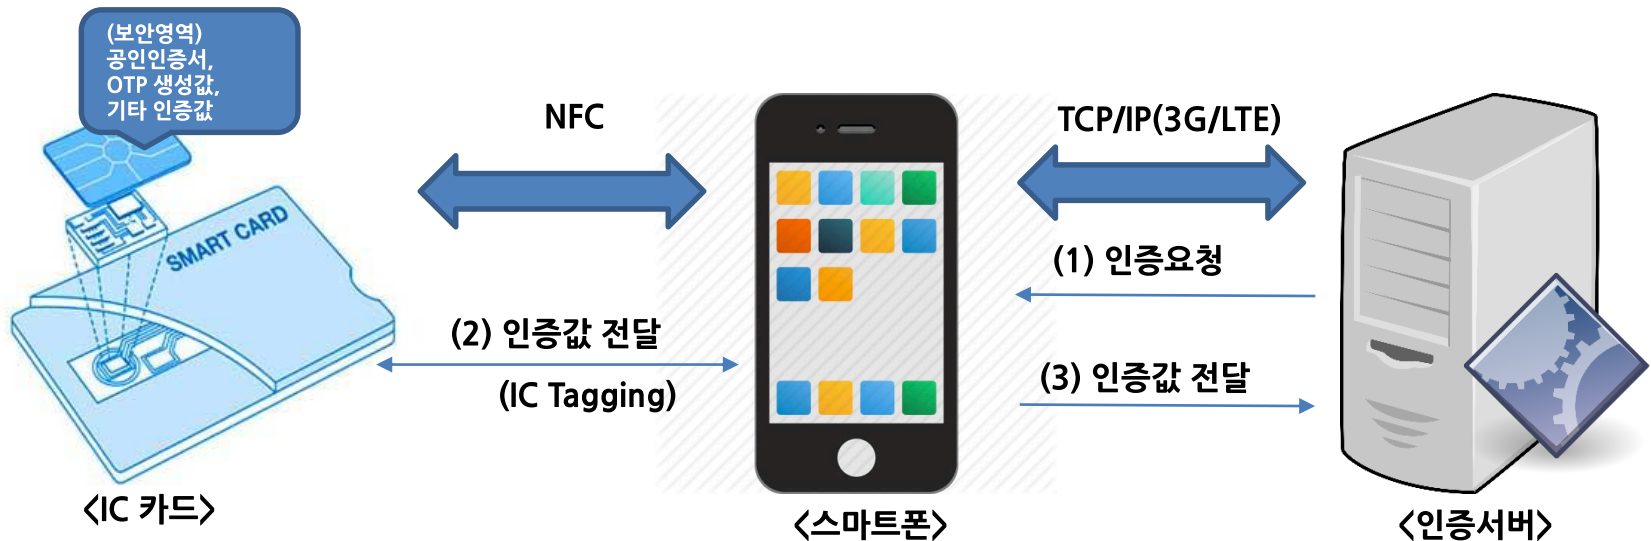 (보안영역)
공인인증서,
OTP 생성값,
기타 인증값
SMART CARD
<IC 카드>
NFC
(2) 인증값 전달
(IC Tagging)
<스마트폰>
TCP/IP(3G/LTE)
(1) 인증요청
(3) 인증값 전달
<인증서버>